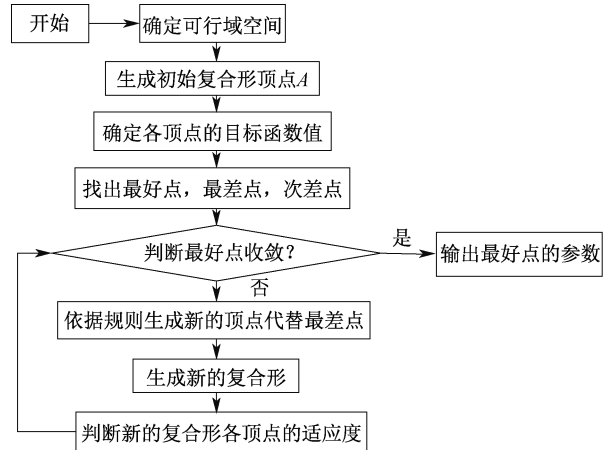 开始
确定可行域空间
生成初始复合形顶点A
确定各顶点的目标函数值
找出最好点，最差点，次差点
判断最好点收敛？
是
输出最好点的参数
否
依据规则生成新的顶点代替最差点
生成新的复合形
判断新的复合形各顶点的适应度